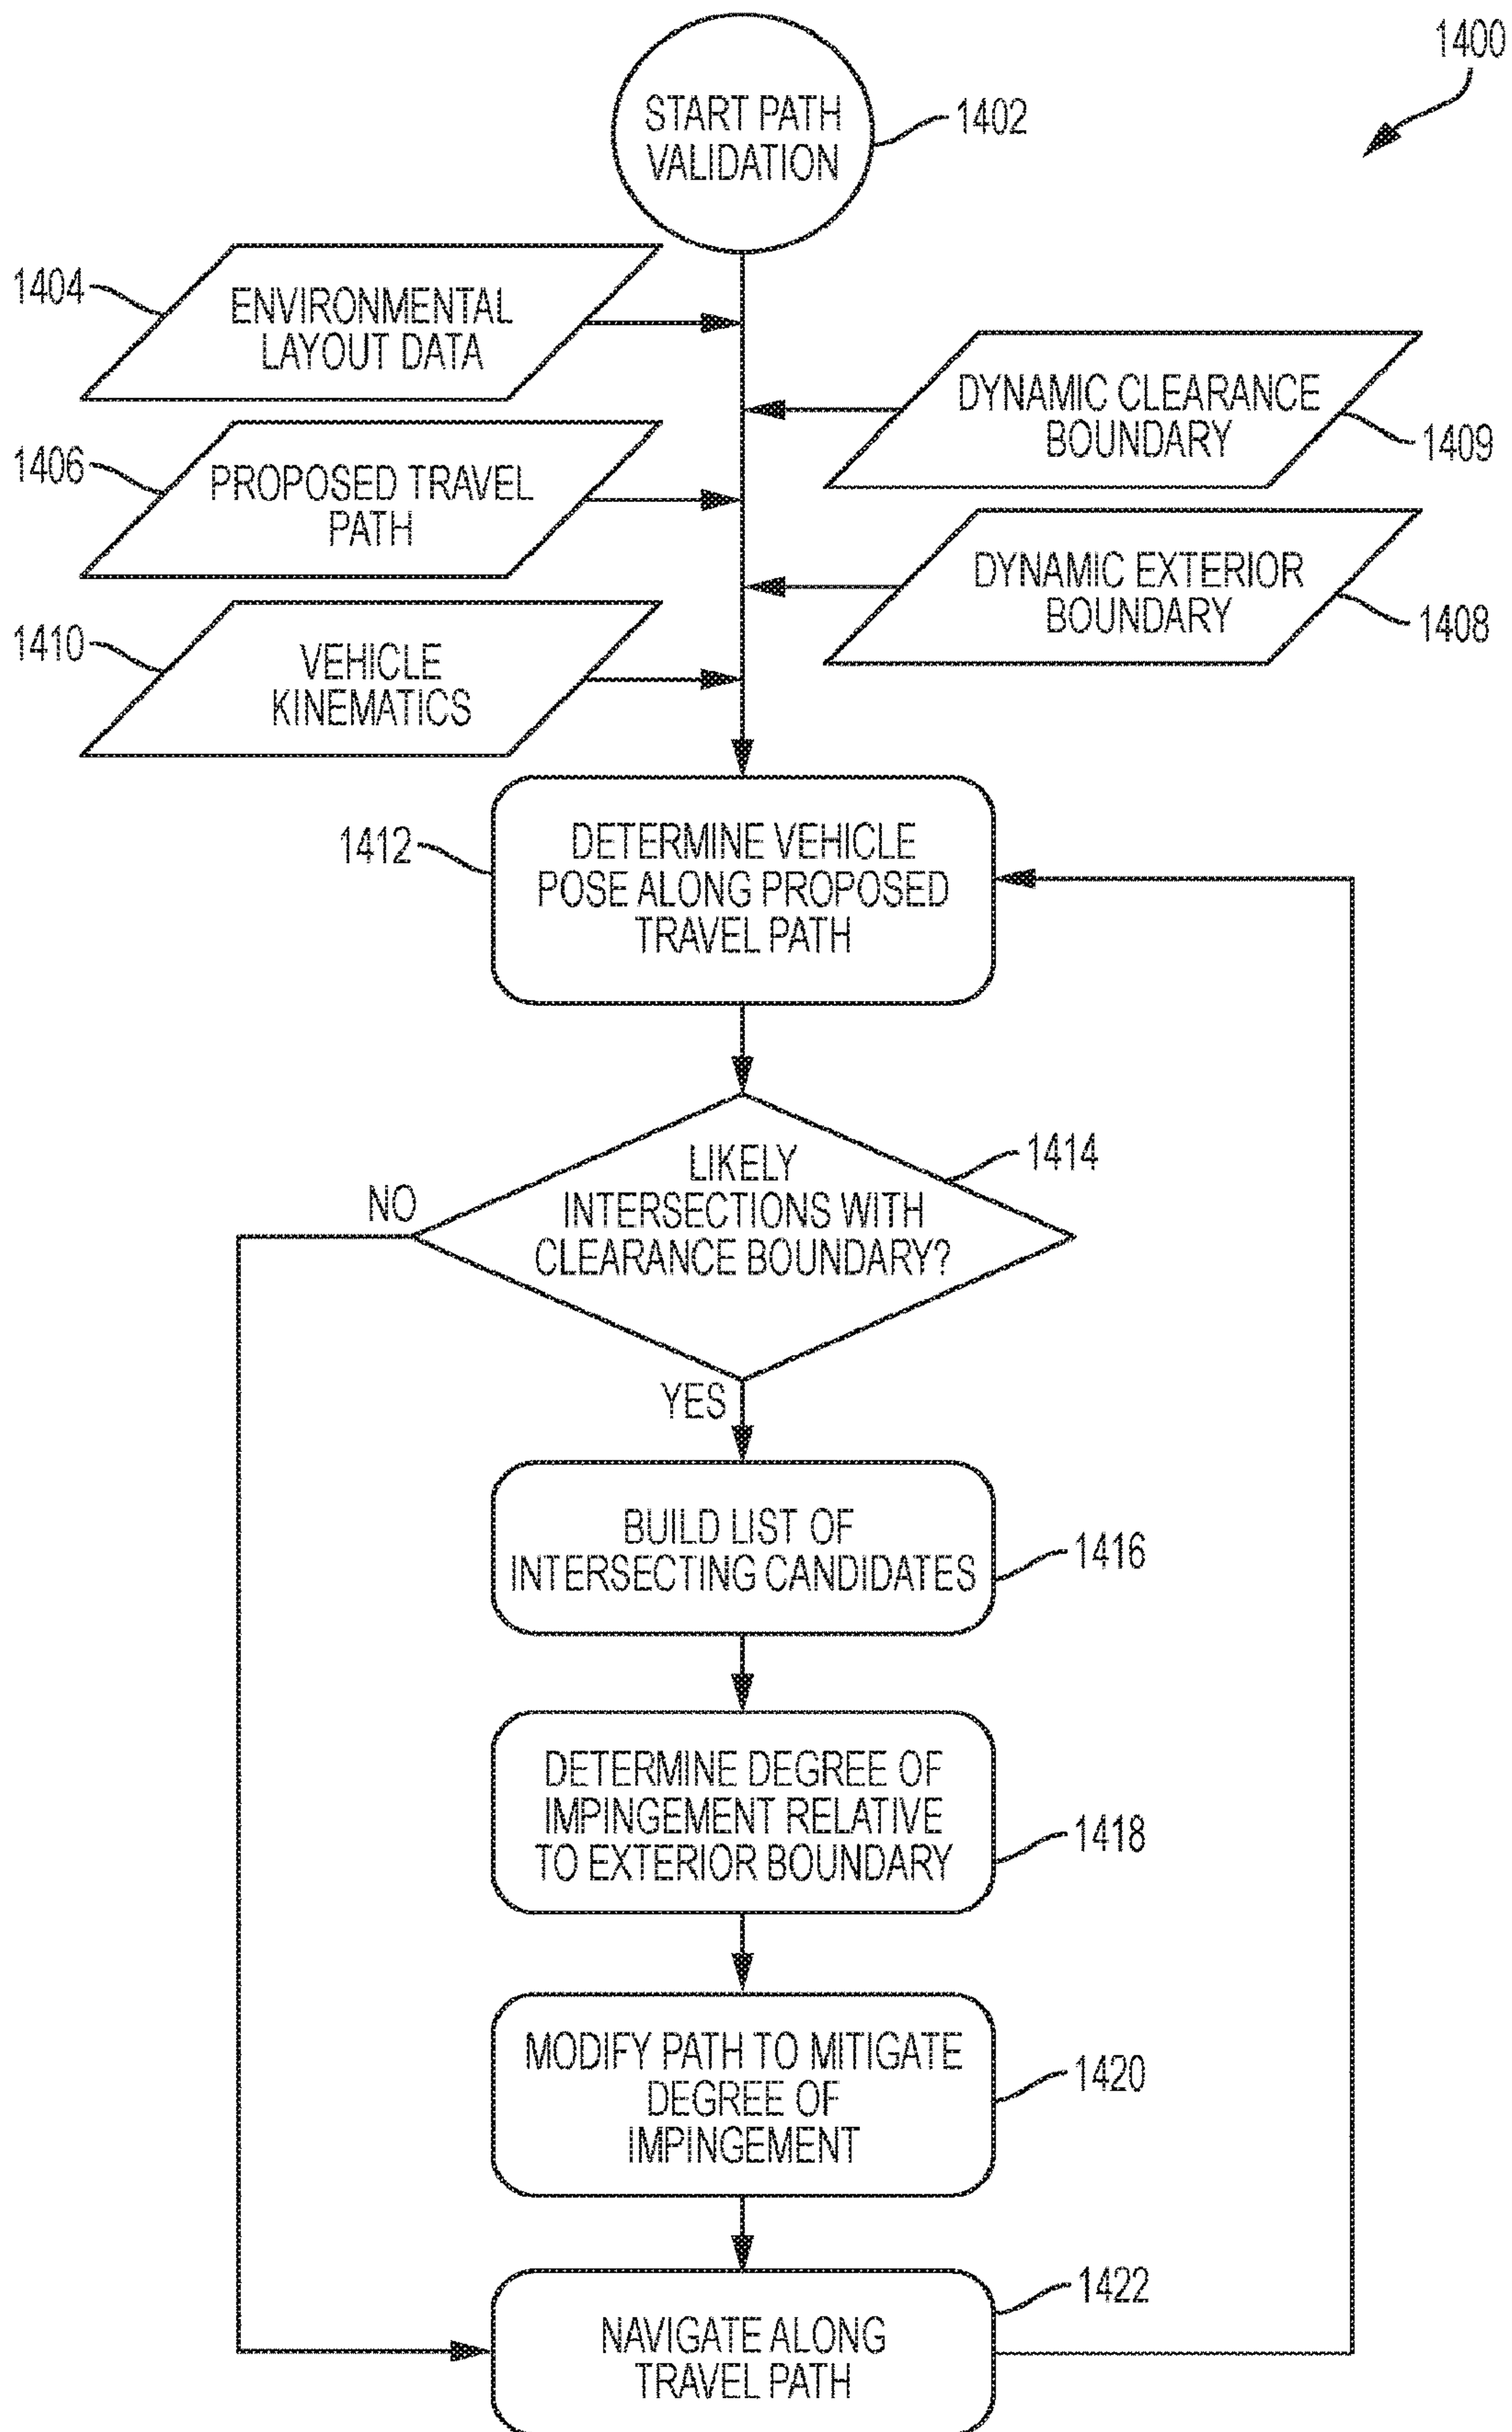 1400
START PATH
VALIDATION
1402
1404
ENVIRONMENTAL
LAYOUT DATA
DYNAMIC CLEARANCE
BOUNDARY
1409
1406
PROPOSED TRAVEL
PATH
DYNAMIC EXTERIOR
BOUNDARY
1408
1410
VEHICLE
KINEMATICS
1412
DETERMINE VEHICLE
POSE ALONG PROPOSED
TRAVEL PATH
1414
LIKELY
INTERSECTIONS WITH
CLEARANCE BOUNDARY?
NO
YES
BUILD LIST OF
INTERSECTING CANDIDATES
1416
DETERMINE DEGREE OF
IMPINGEMENT RELATIVE
TO EXTERIOR BOUNDARY
1418
MODIFY PATH TO MITIGATE
DEGREE OF
IMPINGEMENT
1420
1422
NAVIGATE ALONG
TRAVEL PATH